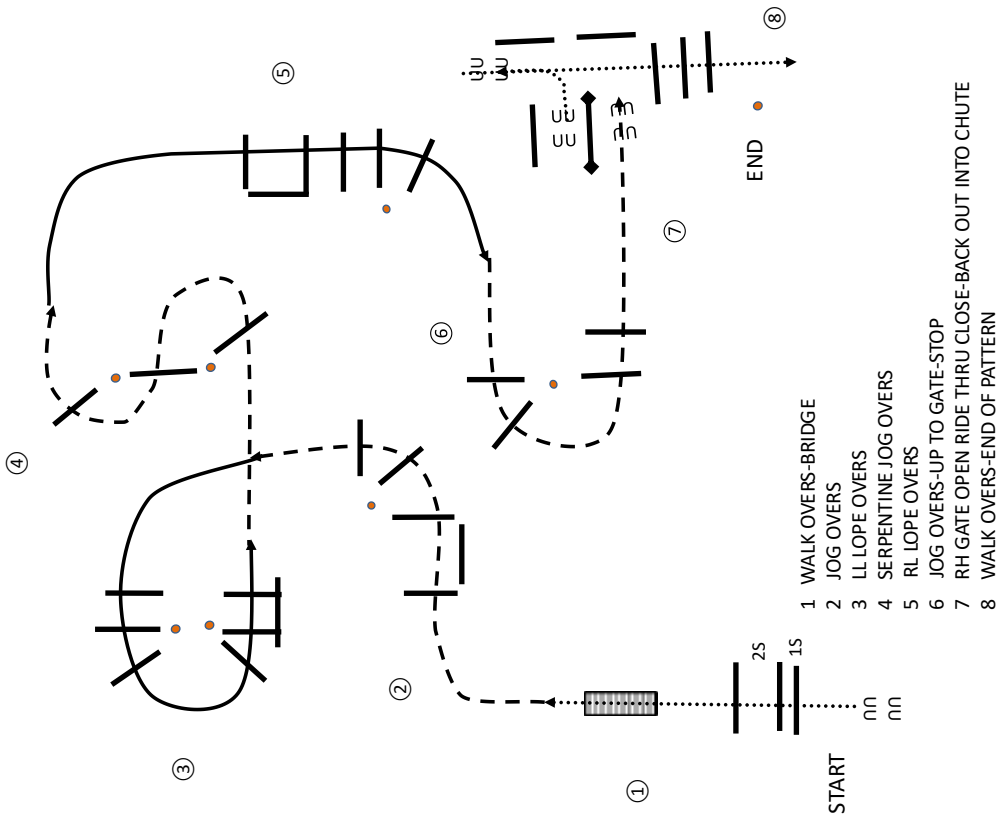 ④
⑤
⑧
③
②
⑥
⑦
①
END
START
2S
1S
1 WALK OVERS-BRIDGE
2 JOG OVERS
3 LL LOPE OVERS
4 SERPENTINE JOG OVERS
5 RL LOPE OVERS
6 JOG OVERS-UP TO GATE-STOP
7 RH GATE OPEN RIDE THRU CLOSE-BACK OUT INTO CHUTE
8 WALK OVERS-END OF PATTERN